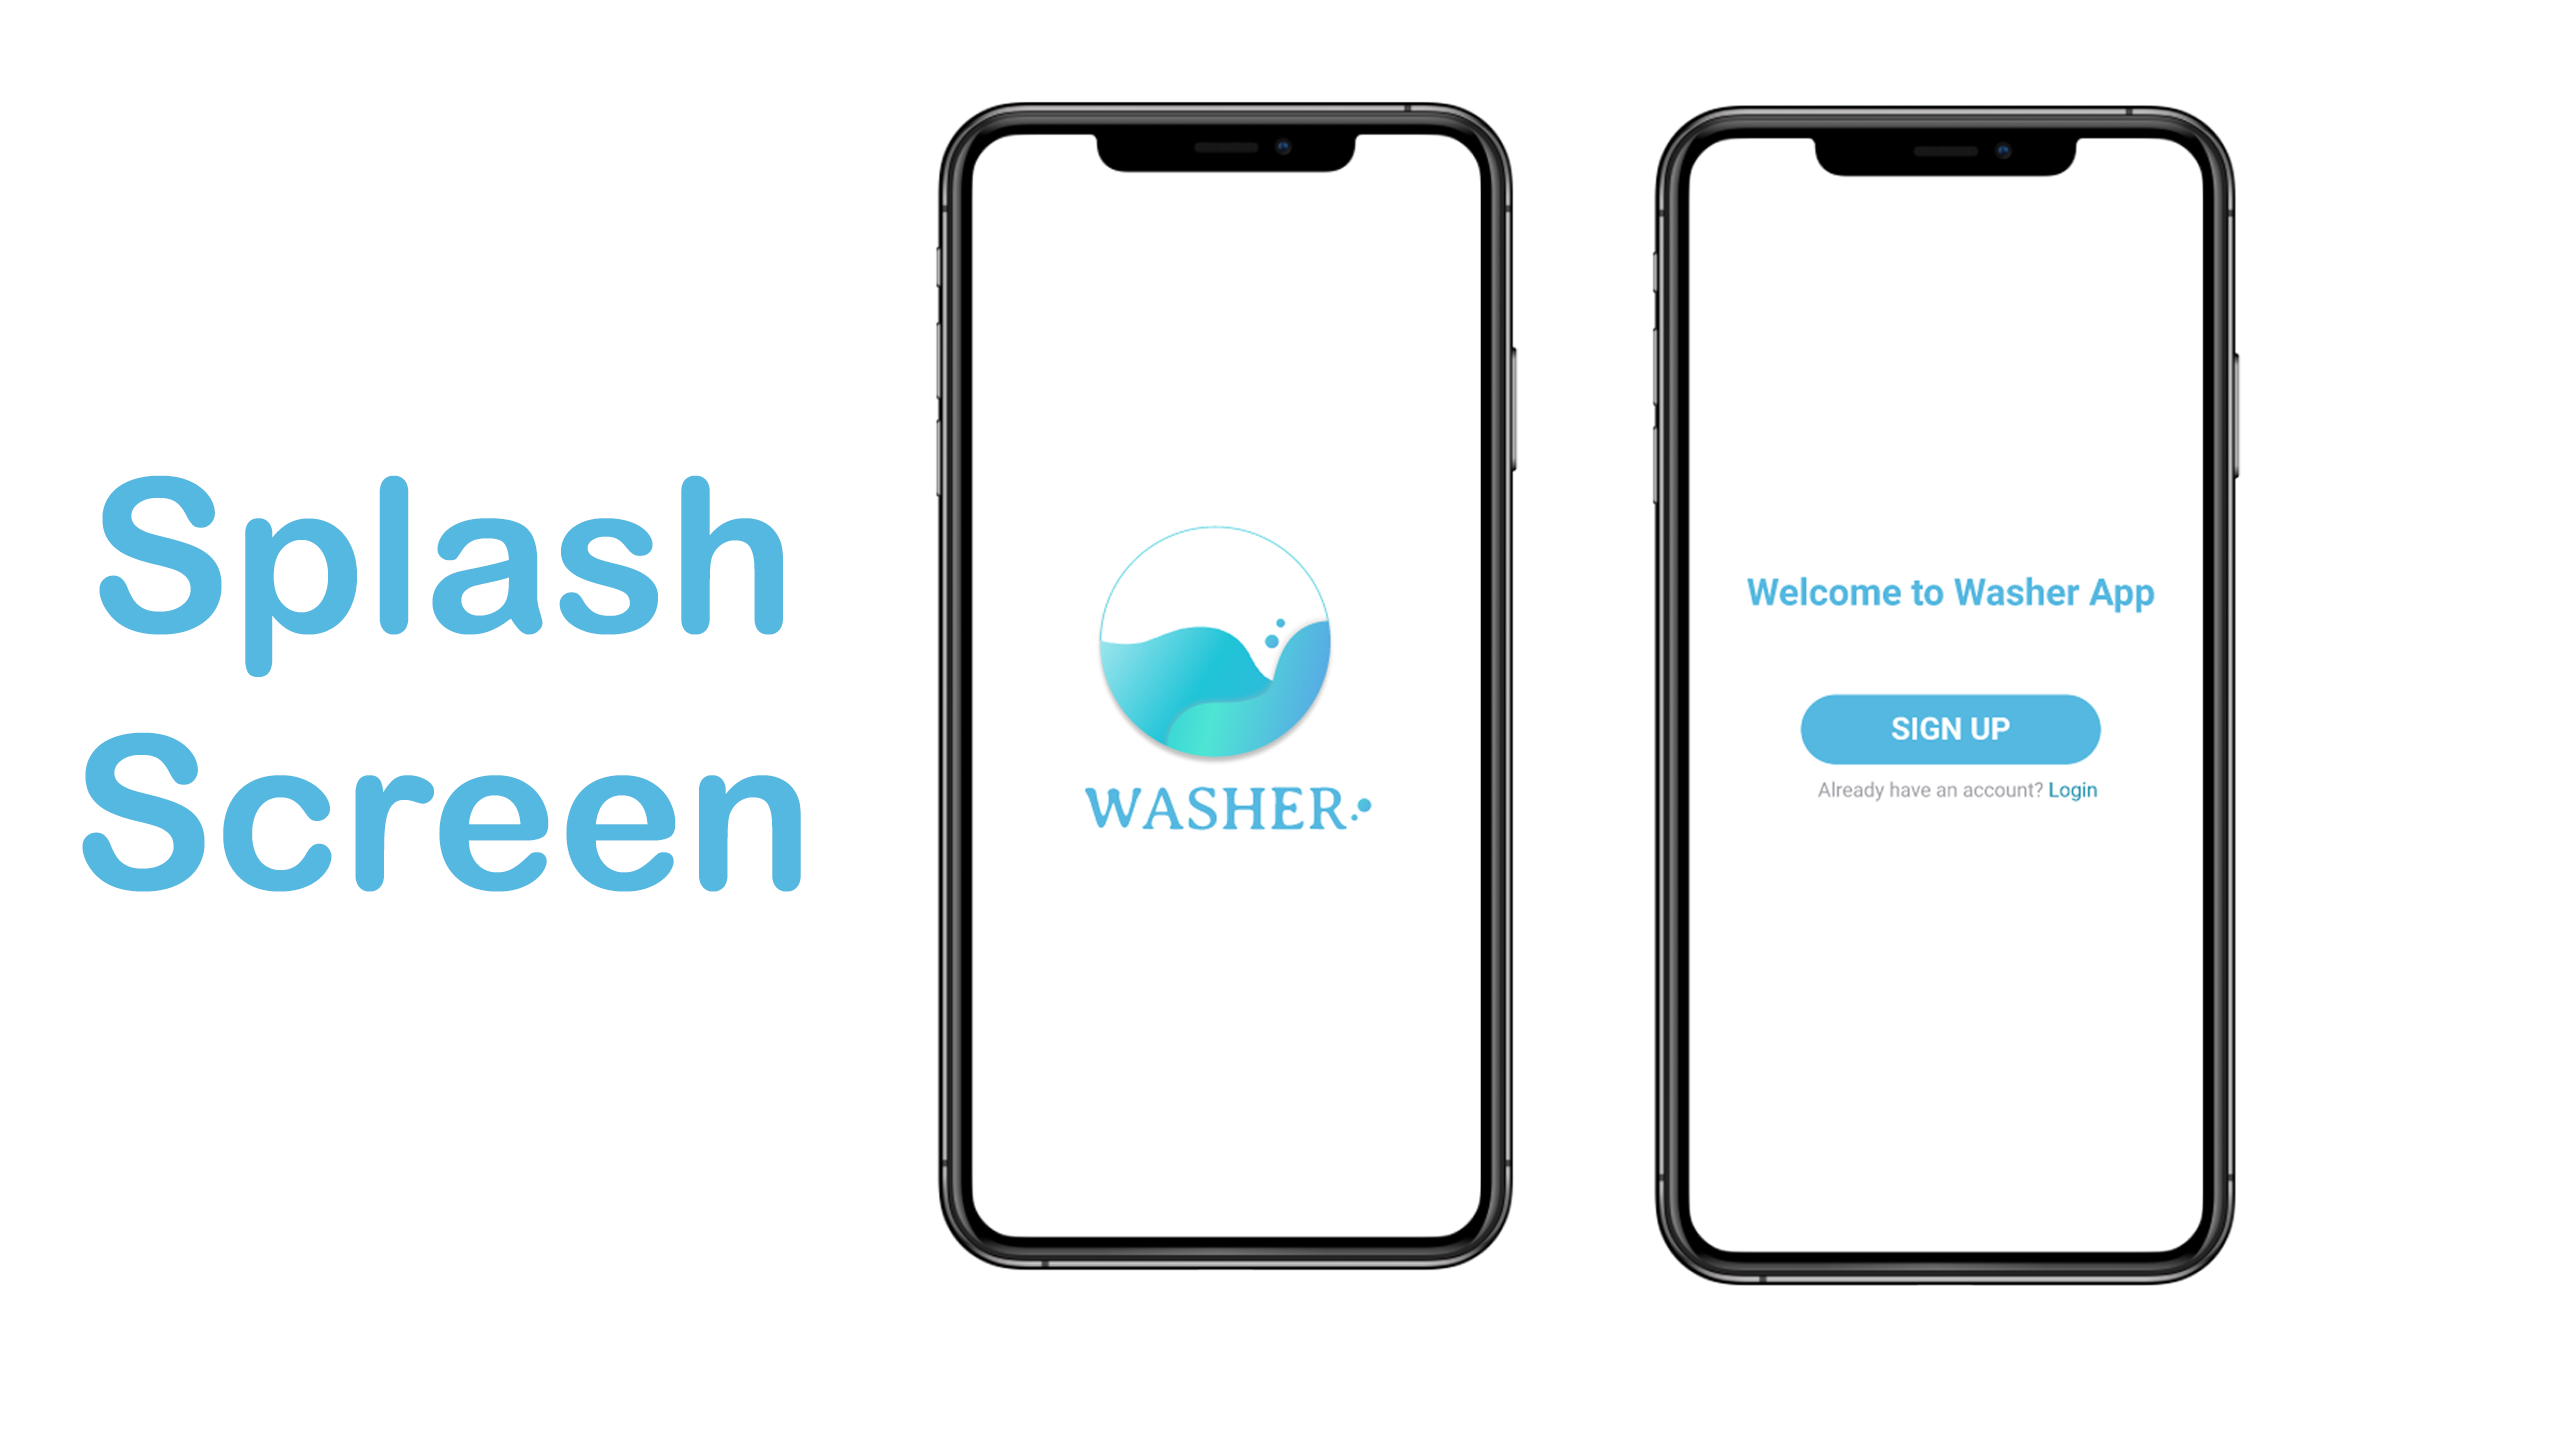 Splash
Screen
WASHER
Welcome to Washer App
SIGN UP
Already have an account? Login